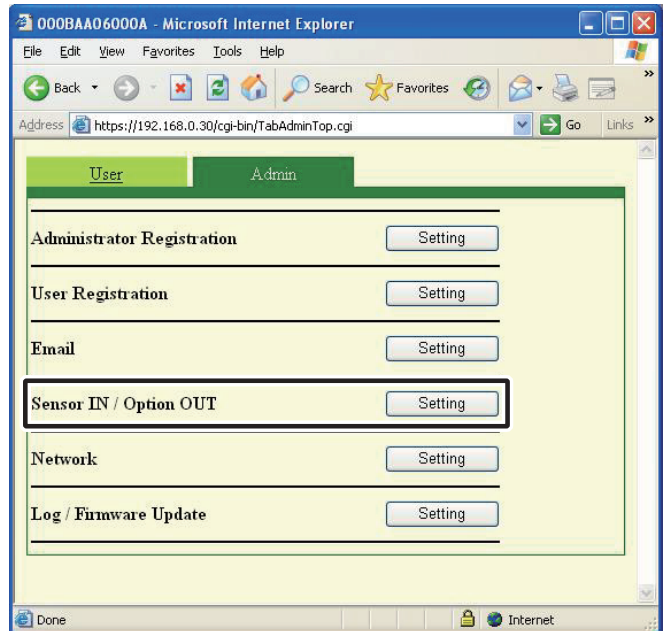 000BAA06000A - Microsoft Internet Explorer
File Edit View Favorites Tools Help
Back Search Favorites »
Address https://192.168.0.30/cgi-bin/TabAdminTop.cgi Go Links »
User Admin
Administrator Registration Setting
User Registration Setting
Email Setting
Sensor IN / Option OUT Setting
Network Setting
Log / Firmware Update Setting
Done Internet